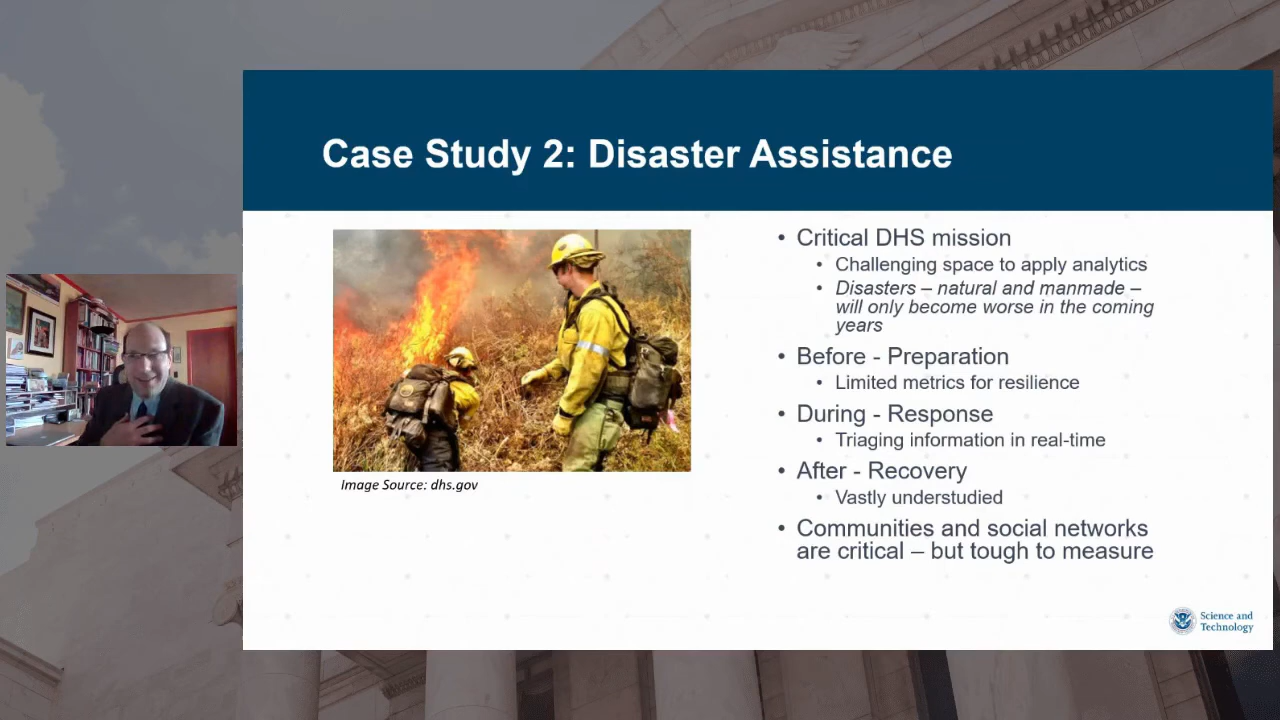 Case Study 2: Disaster Assistance
Image Source: dhs.gov
• Critical DHS mission
• Challenging space to apply analytics
• Disasters – natural and manmade –
will only become worse in the coming
years
• Before - Preparation
• Limited metrics for resilience
• During - Response
• Triaging information in real-time
• After - Recovery
• Vastly understudied
• Communities and social networks
are critical – but tough to measure
Science and
Technology